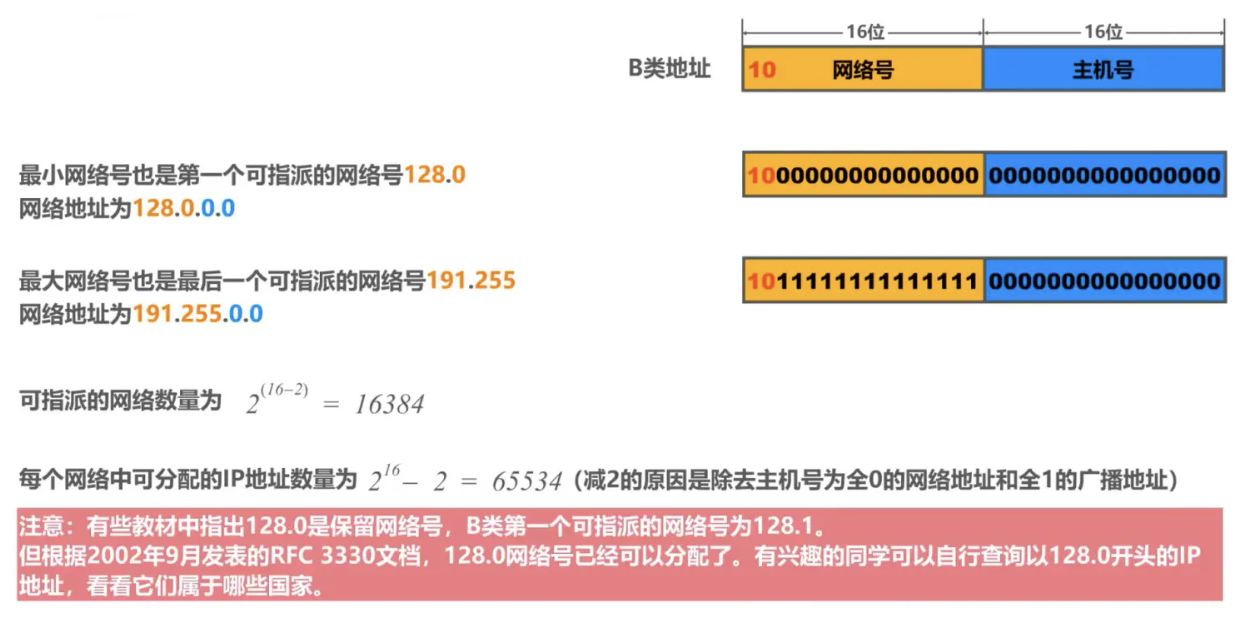 16位 16位
B类地址 10 网络号 主机号
最小网络号也是第一个可指派的网络号128.0
网络地址为128.0.0.0
1000000000000000 0000000000000000
最大网络号也是最后一个可指派的网络号191.255
网络地址为191.255.0.0
1011111111111111 0000000000000000
可指派的网络数量为 2^(16−2) = 16384
每个网络中可分配的IP地址数量为 2^16 − 2 = 65534（减2的原因是除去主机号为全0的网络地址和全1的广播地址）
注意：有些教材中指出128.0是保留网络号，B类第一个可指派的网络号为128.1。
但根据2002年9月发表的RFC 3330文档，128.0网络号已经可以分配了。有兴趣的同学可以自行查询以128.0开头的IP
地址，看看它们属于哪些国家。